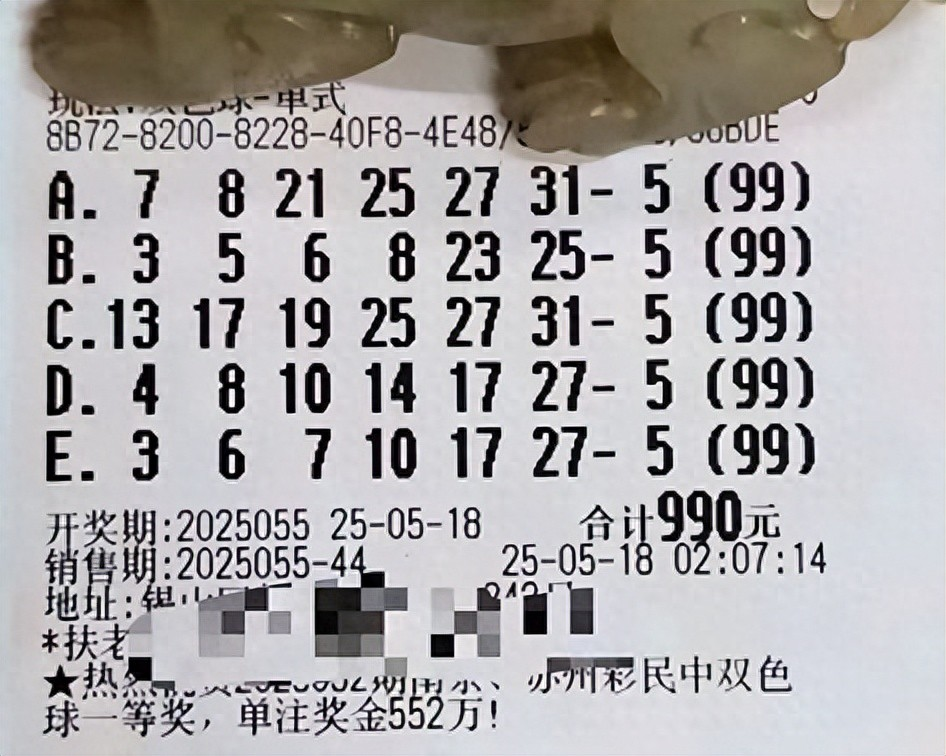 玩法:双色球-单式
8B72-8200-8228-40F8-4E48/
A. 7 8 21 25 27 31- 5 (99)
B. 3 5 6 8 23 25- 5 (99)
C.13 17 19 25 27 31- 5 (99)
D. 4 8 10 14 17 27- 5 (99)
E. 3 6 7 10 17 27- 5 (99)
开奖期:2025055 25-05-18 合计990元
销售期:2025055-44 25-05-18 02:07:14
地址:锡山
*扶老
★热 苏州彩民中双色
球一等奖，单注奖金552万!